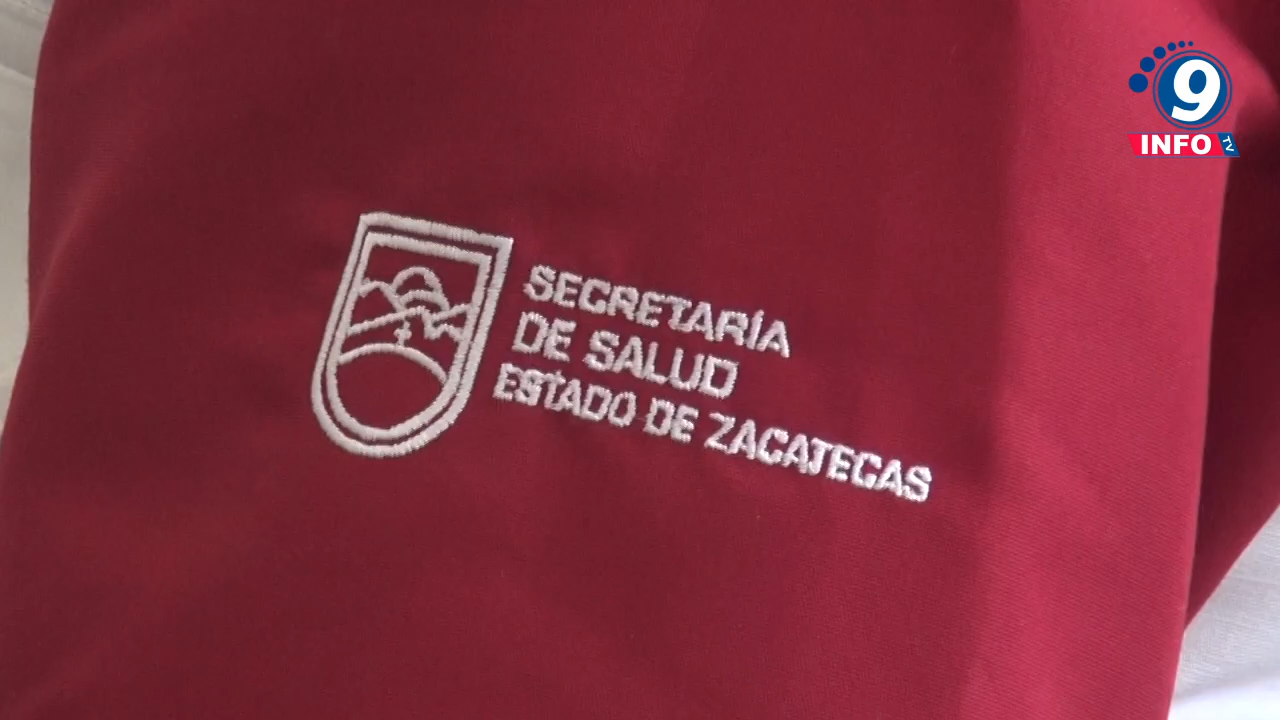 SECRETARÍA
DE SALUD
ESTADO DE ZACATECAS
9
INFO TV